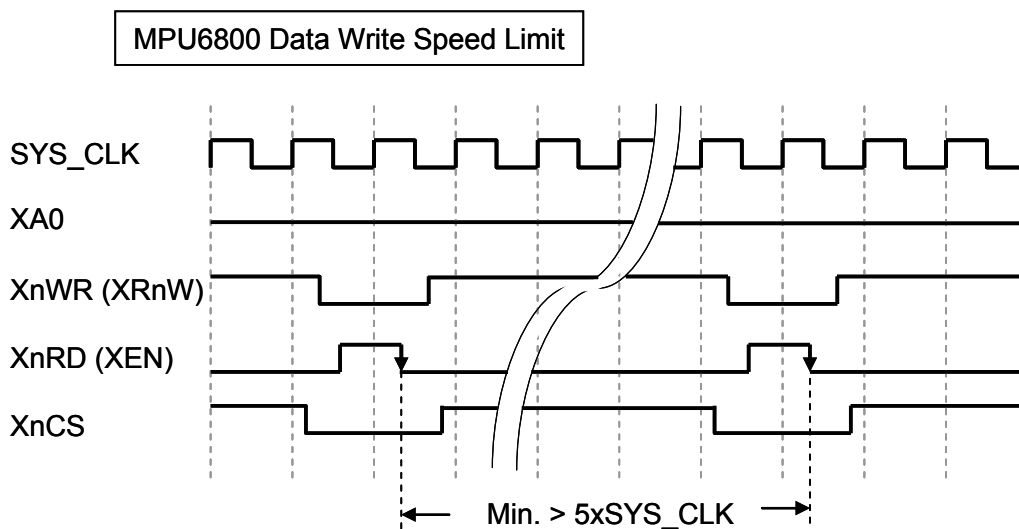 MPU6800 Data Write Speed Limit
SYS_CLK
XA0
XnWR (XRnW)
XnRD (XEN)
XnCS
Min. > 5xSYS_CLK